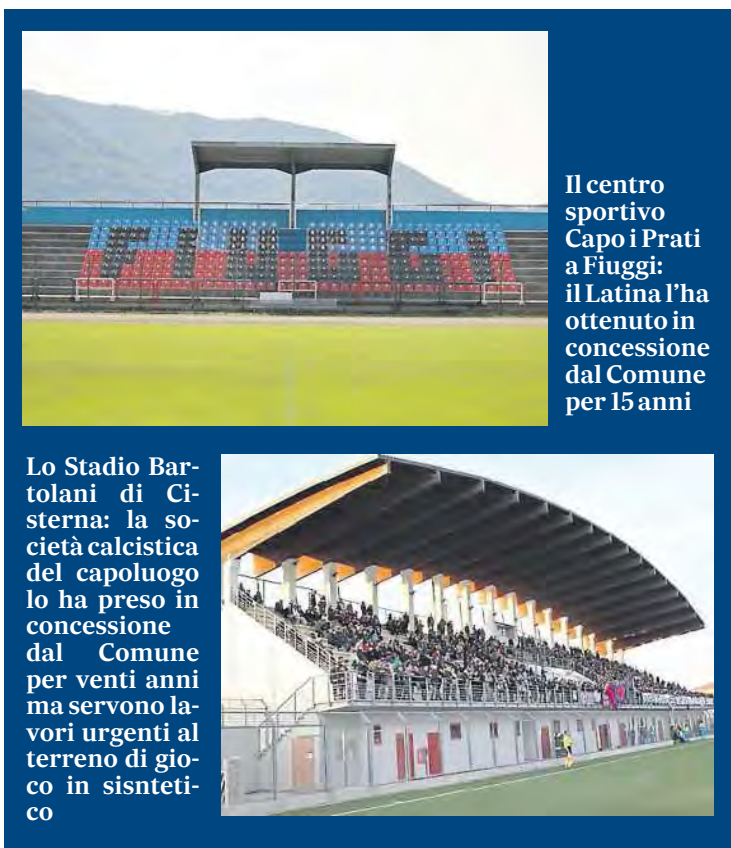 FIUGGI
Il centro
sportivo
Capo i Prati
a Fiuggi:
il Latina l'ha
ottenuto in
concessione
dal Comune
per 15 anni
Lo Stadio Bar-
tolani di Ci-
sterna: la so-
cietà calcistica
del capoluogo
lo ha preso in
concessione
dal Comune
per venti anni
ma servono la-
vori urgenti al
terreno di gio-
co in sisnteti-
co